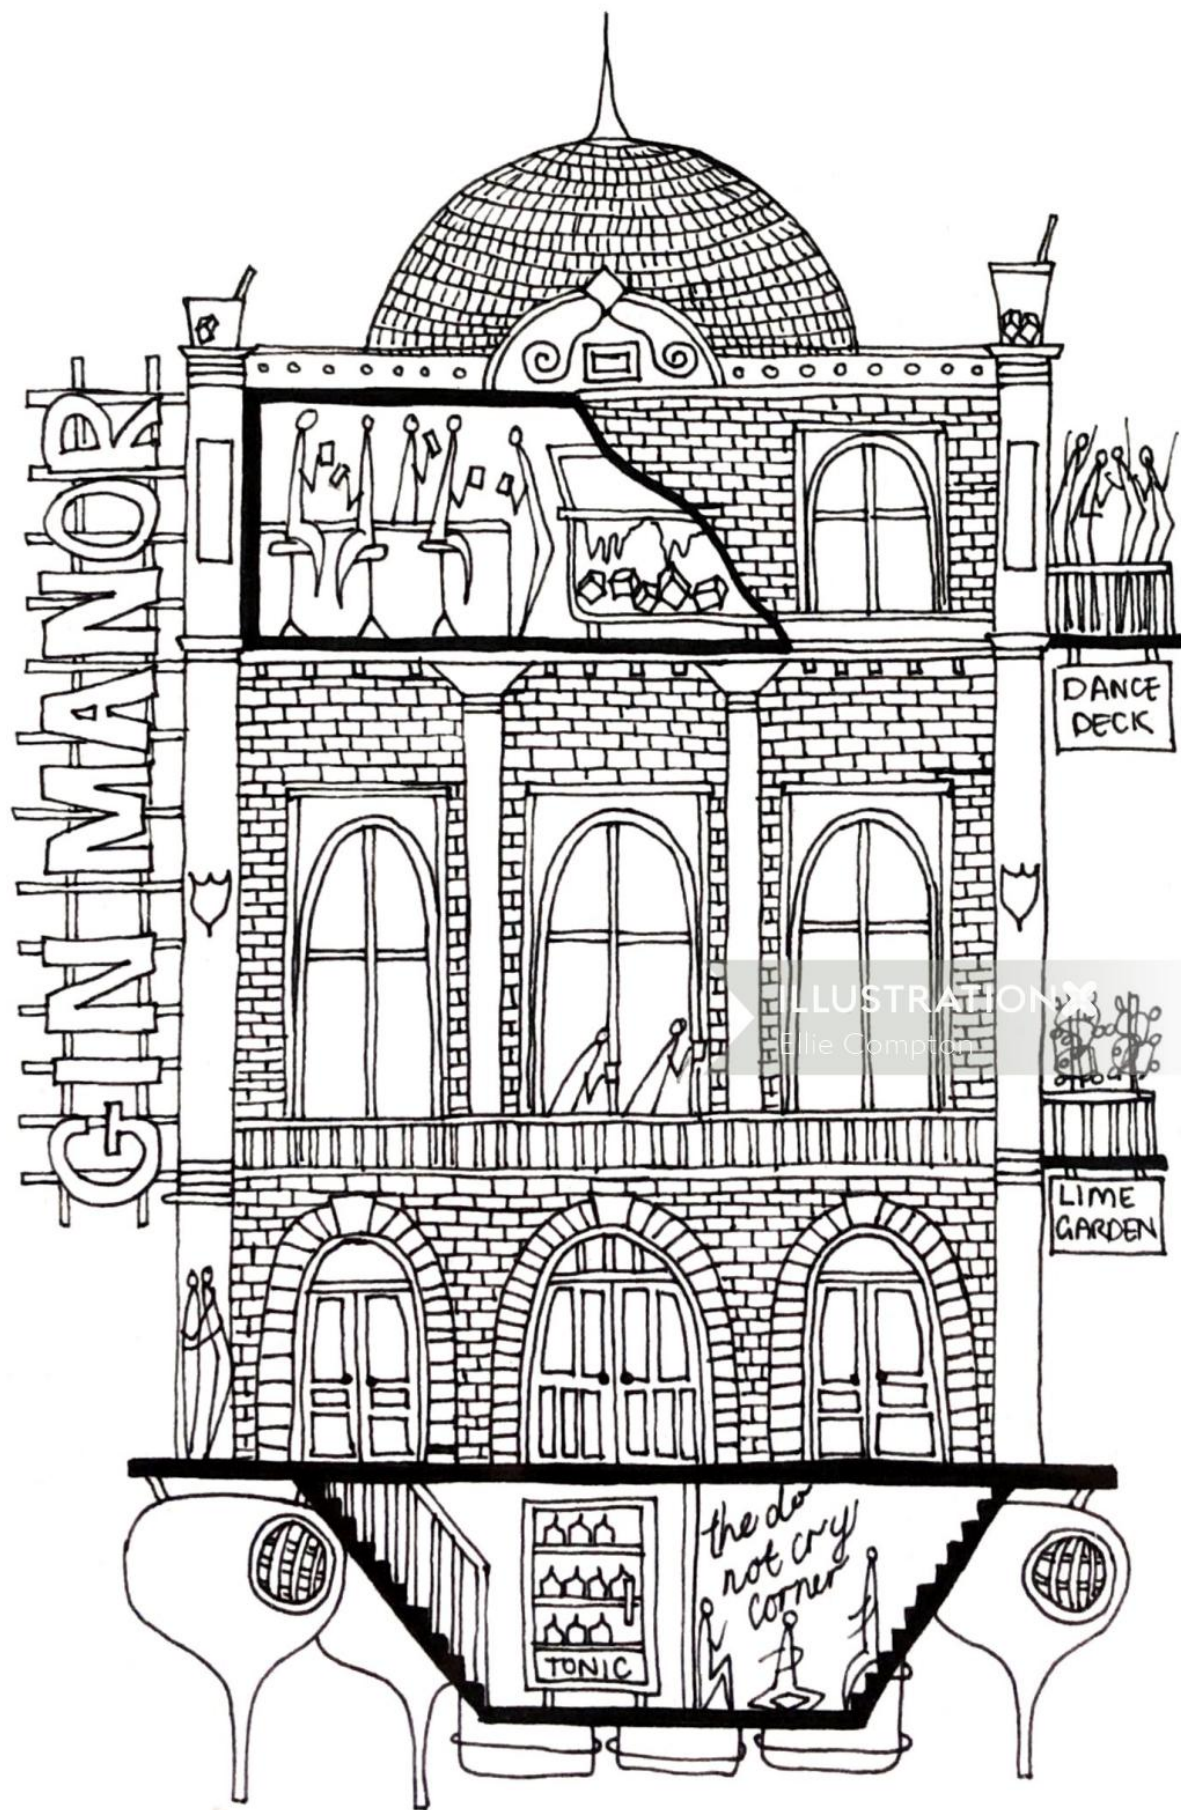 GIN MANOR
DANCE
DECK
ILLUSTRATIONX
Ellie Compton
LIME
GARDEN
the do
not cry
corner
TONIC